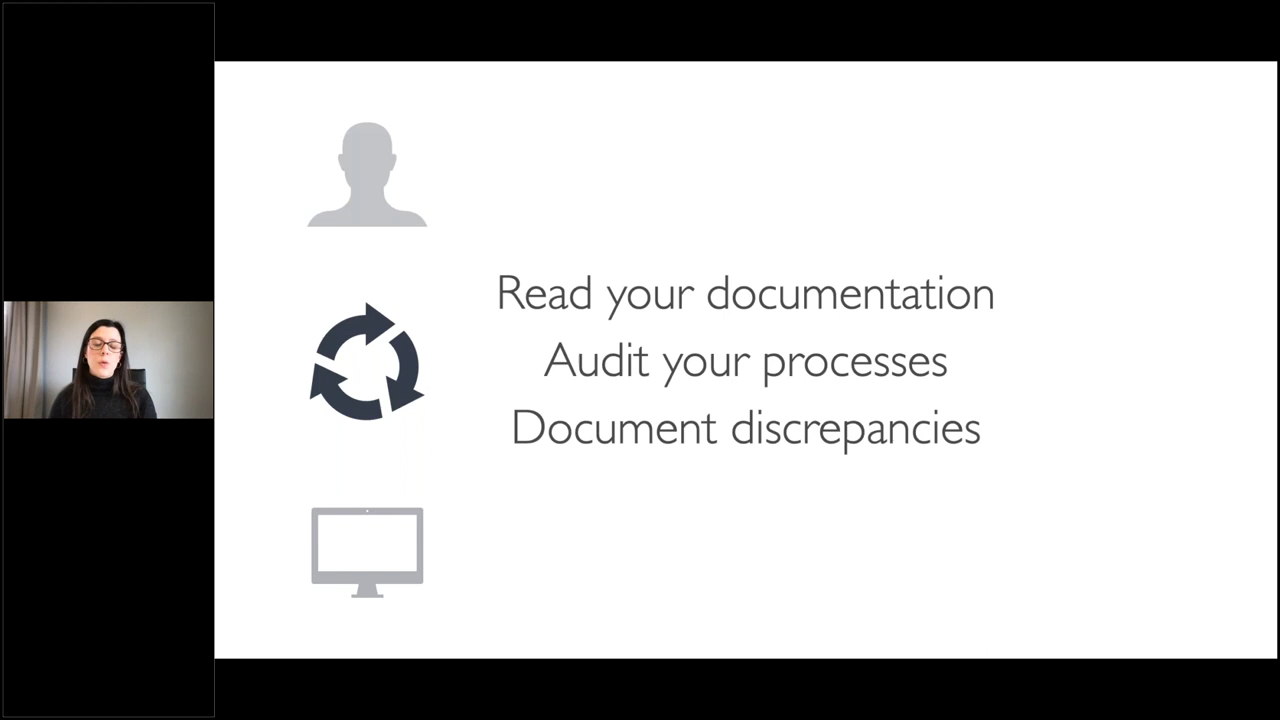 Read your documentation
Audit your processes
Document discrepancies